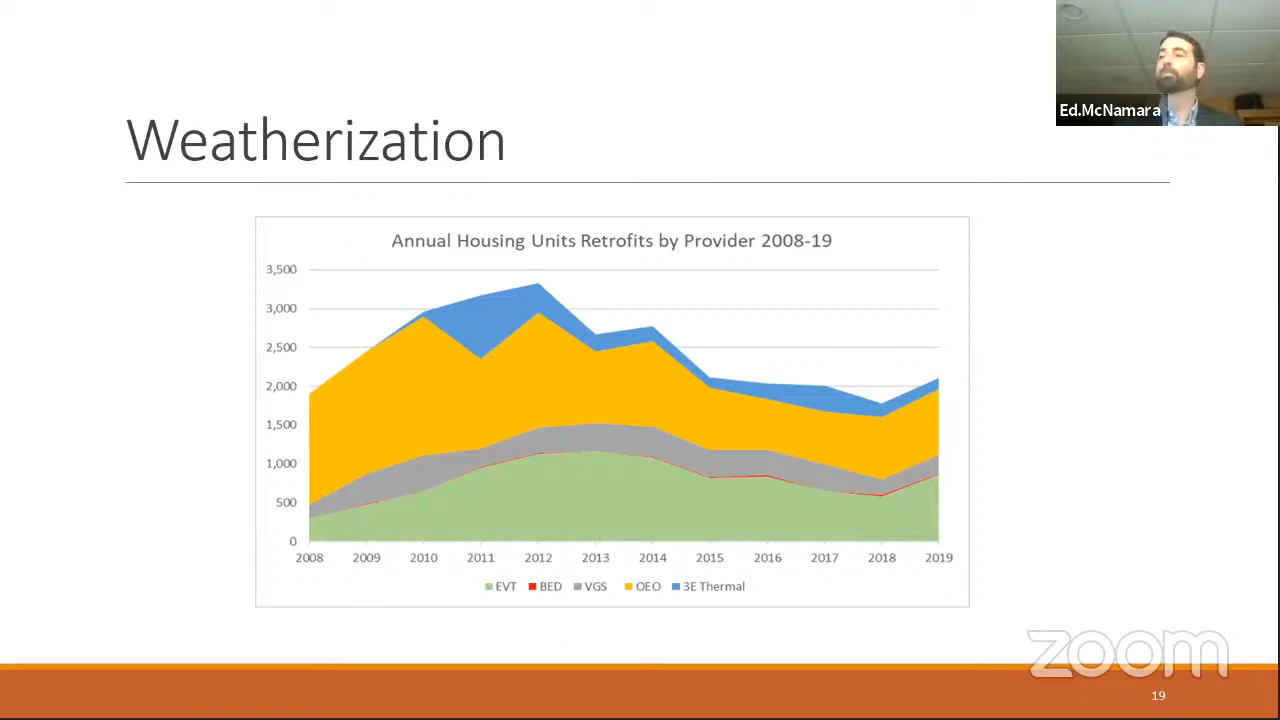 Ed.McNamara
Weatherization
Annual Housing Units Retrofits by Provider 2008-19
3,500
3,000
2,500
2,000
1,500
1,000
500
0
2008 2009 2010 2011 2012 2013 2014 2015 2016 2017 2018 2019
EVT BED VGS OEO 3E Thermal
zoom
19